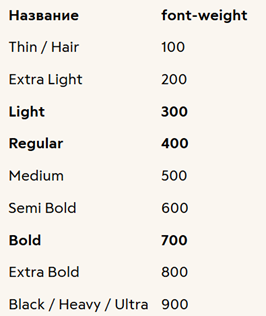 Название font-weight
Thin / Hair 100
Extra Light 200
Light 300
Regular 400
Medium 500
Semi Bold 600
Bold 700
Extra Bold 800
Black / Heavy / Ultra 900